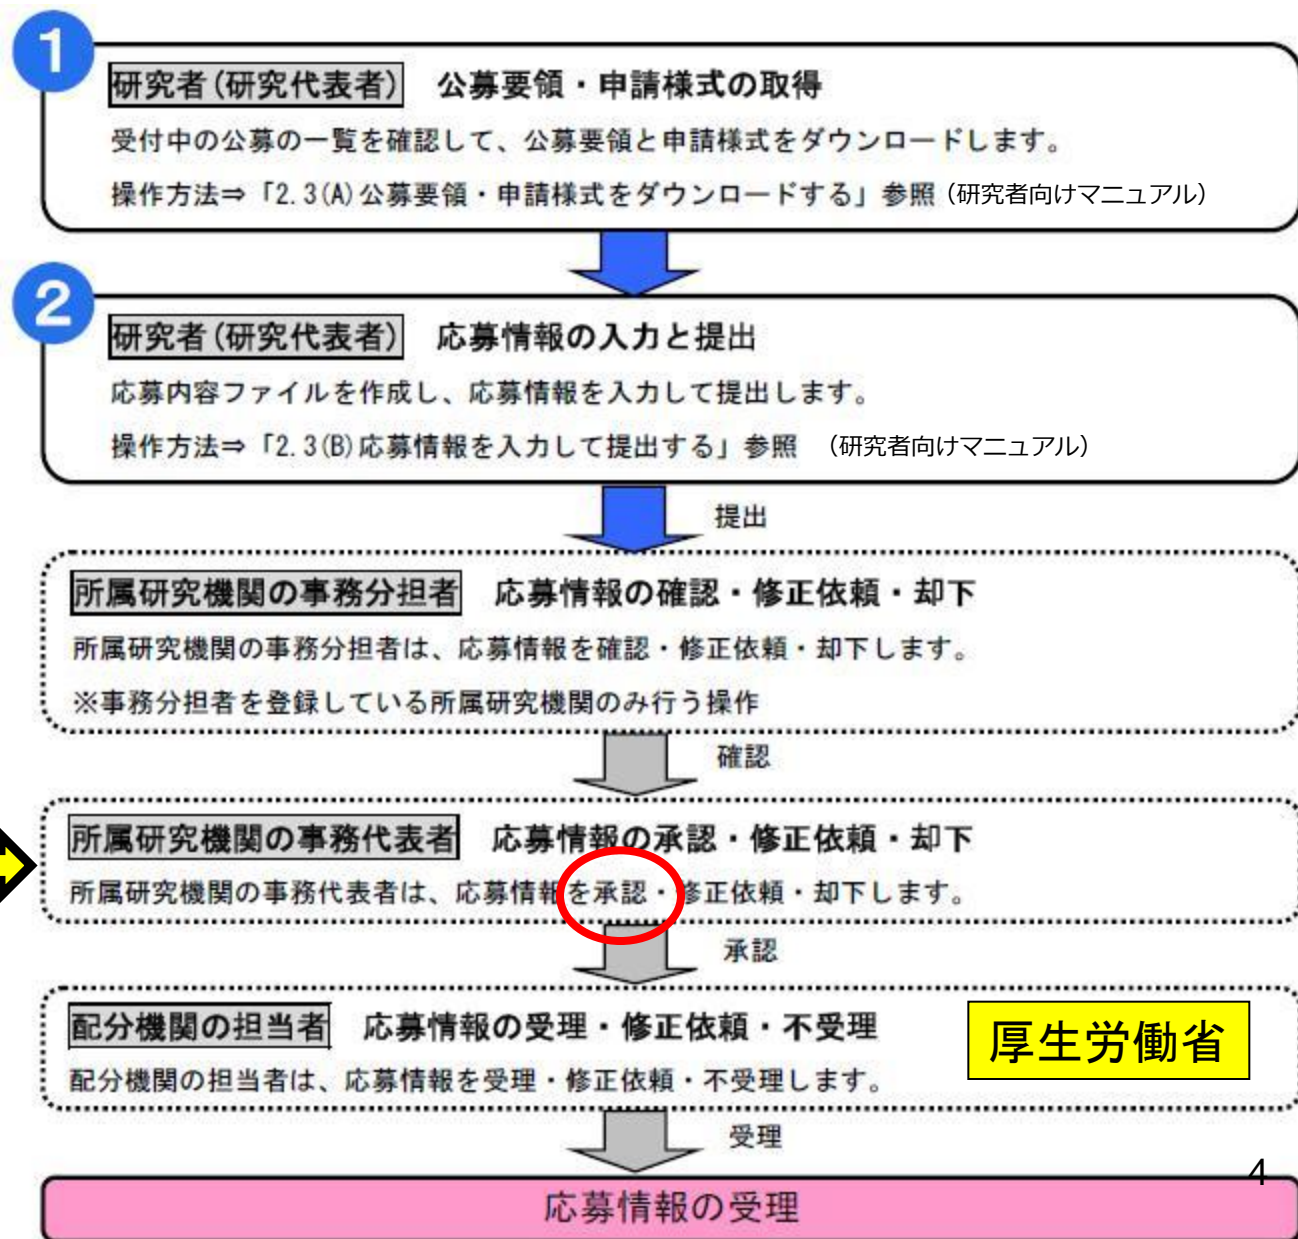 1
研究者(研究代表者) 公募要領・申請様式の取得
受付中の公募の一覧を確認して、公募要領と申請様式をダウンロードします。
操作方法⇒「2.3(A)公募要領・申請様式をダウンロードする」参照(研究者向けマニュアル)
2
研究者(研究代表者) 応募情報の入力と提出
応募内容ファイルを作成し、応募情報を入力して提出します。
操作方法⇒「2.3(B)応募情報を入力して提出する」参照 (研究者向けマニュアル)
提出
所属研究機関の事務分担者 応募情報の確認・修正依頼・却下
所属研究機関の事務分担者は、応募情報を確認・修正依頼・却下します。
※事務分担者を登録している所属研究機関のみ行う操作
確認
所属研究機関の事務代表者 応募情報の承認・修正依頼・却下
所属研究機関の事務代表者は、応募情報を承認・修正依頼・却下します。
承認
配分機関の担当者 応募情報の受理・修正依頼・不受理
厚生労働省
配分機関の担当者は、応募情報を受理・修正依頼・不受理します。
受理
4
応募情報の受理